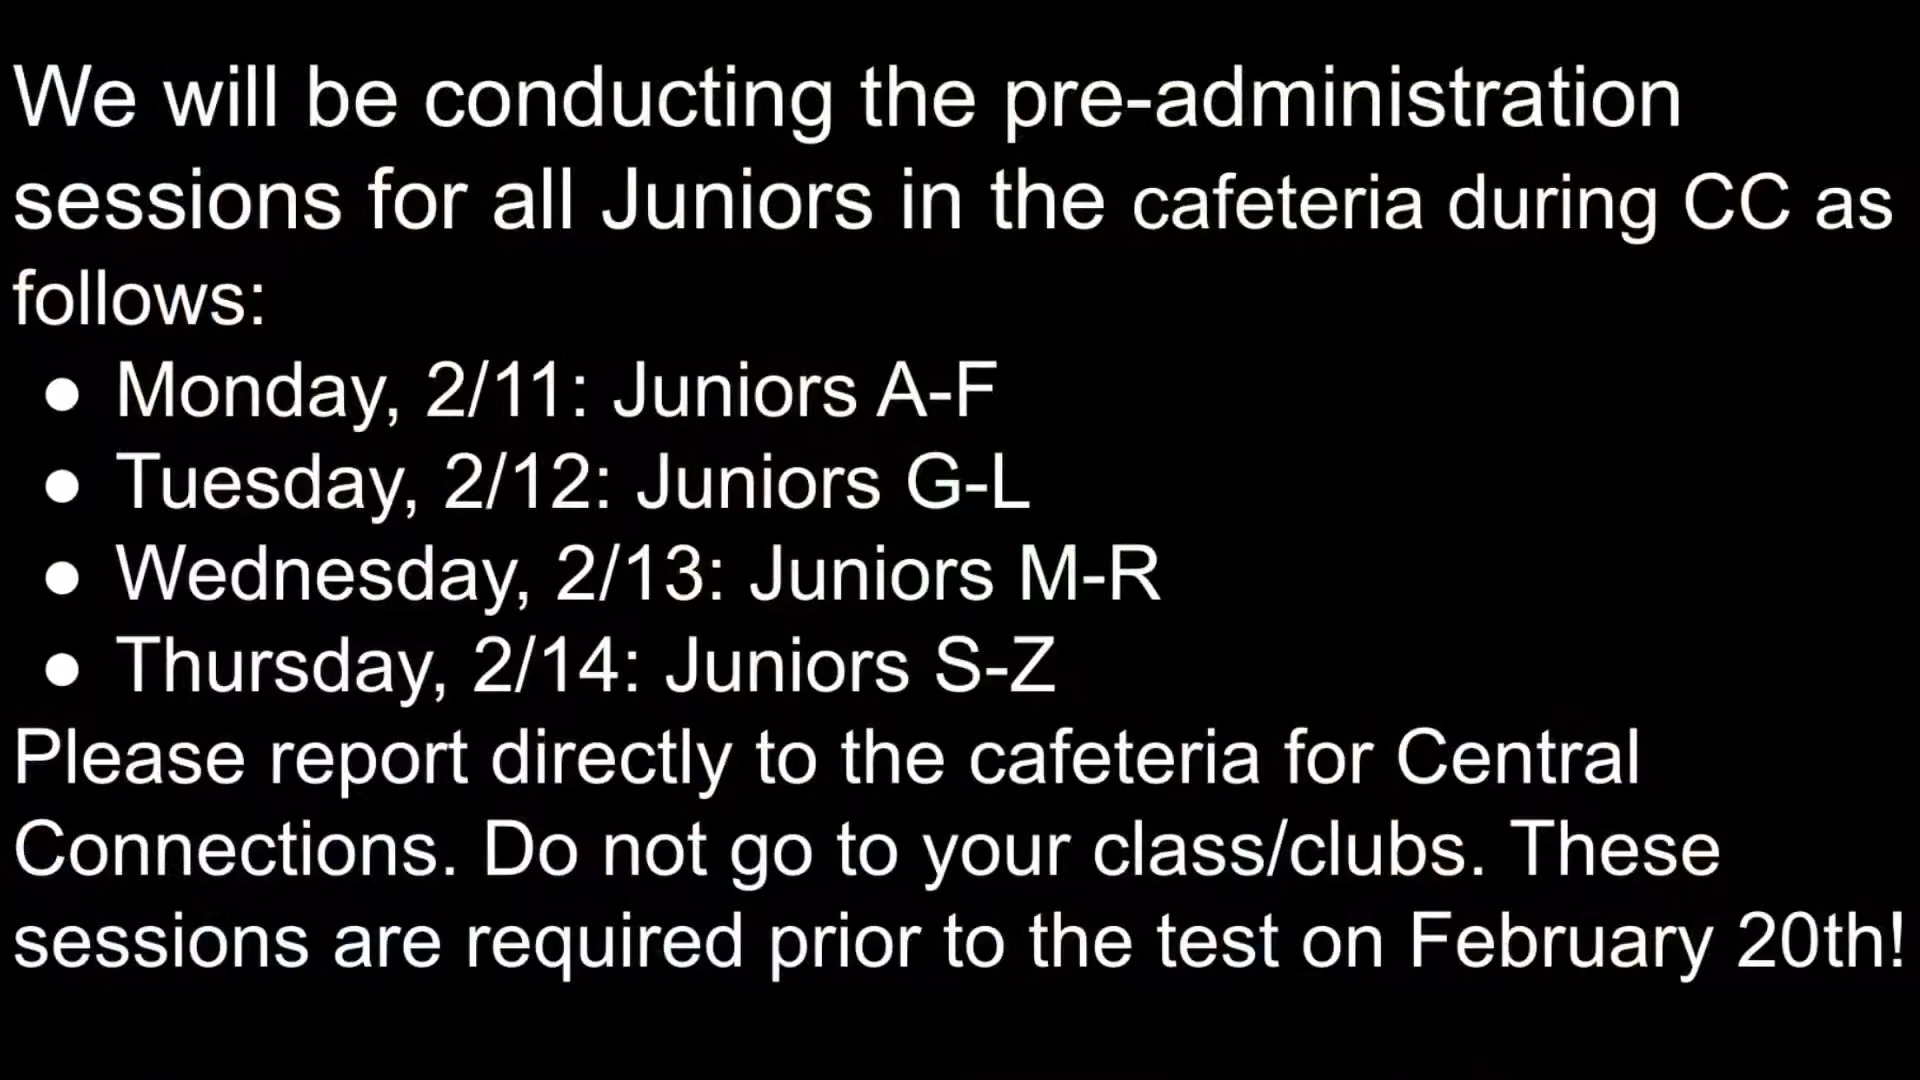 We will be conducting the pre-administration
sessions for all Juniors in the cafeteria during CC as
follows:
● Monday, 2/11: Juniors A-F
● Tuesday, 2/12: Juniors G-L
● Wednesday, 2/13: Juniors M-R
● Thursday, 2/14: Juniors S-Z
Please report directly to the cafeteria for Central
Connections. Do not go to your class/clubs. These
sessions are required prior to the test on February 20th!